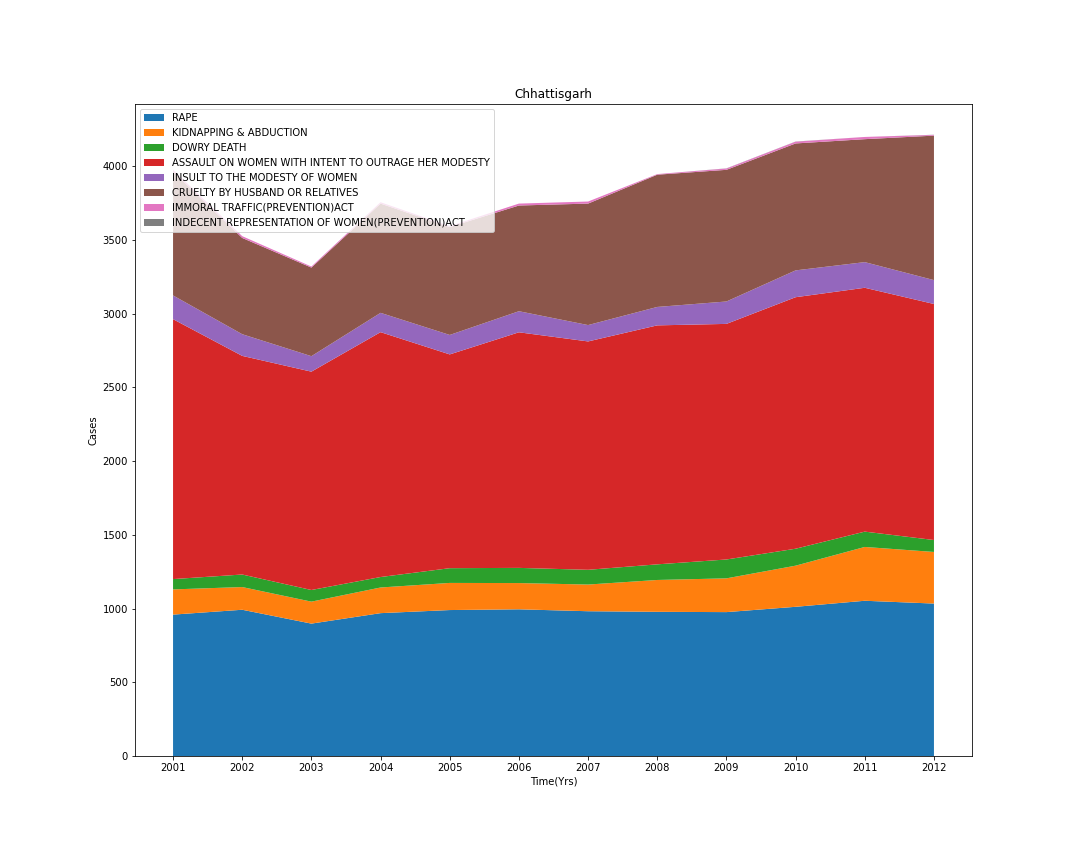 Chhattisgarh
RAPE
KIDNAPPING & ABDUCTION
DOWRY DEATH
ASSAULT ON WOMEN WITH INTENT TO OUTRAGE HER MODESTY
INSULT TO THE MODESTY OF WOMEN
CRUELTY BY HUSBAND OR RELATIVES
IMMORAL TRAFFIC(PREVENTION)ACT
INDECENT REPRESENTATION OF WOMEN(PREVENTION)ACT
4000
3500
3000
2500
2000
1500
1000
500
0
Cases
2001 2002 2003 2004 2005 2006 2007 2008 2009 2010 2011 2012
Time(Yrs)